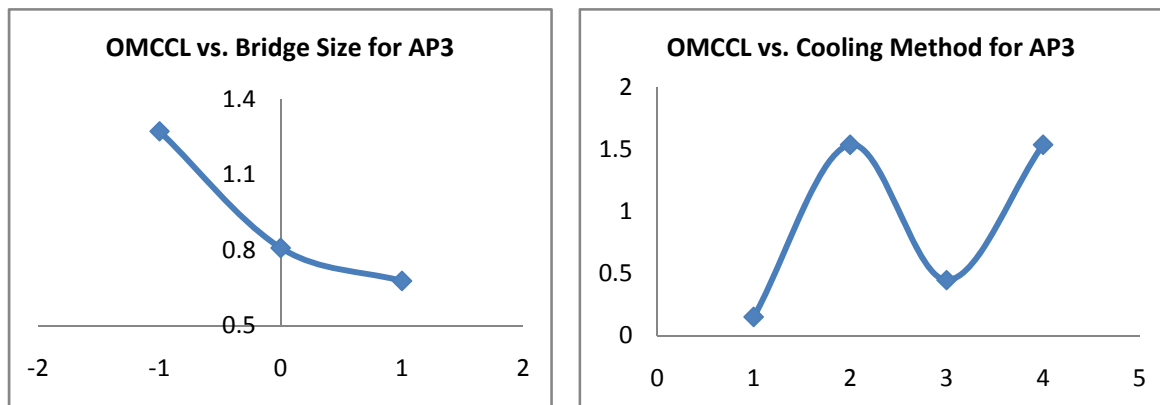 OMCCL vs. Bridge Size for AP3
1.4
1.1
0.8
0.5
-2 -1 0 1 2
OMCCL vs. Cooling Method for AP3
2
1.5
1
0.5
0
0 1 2 3 4 5